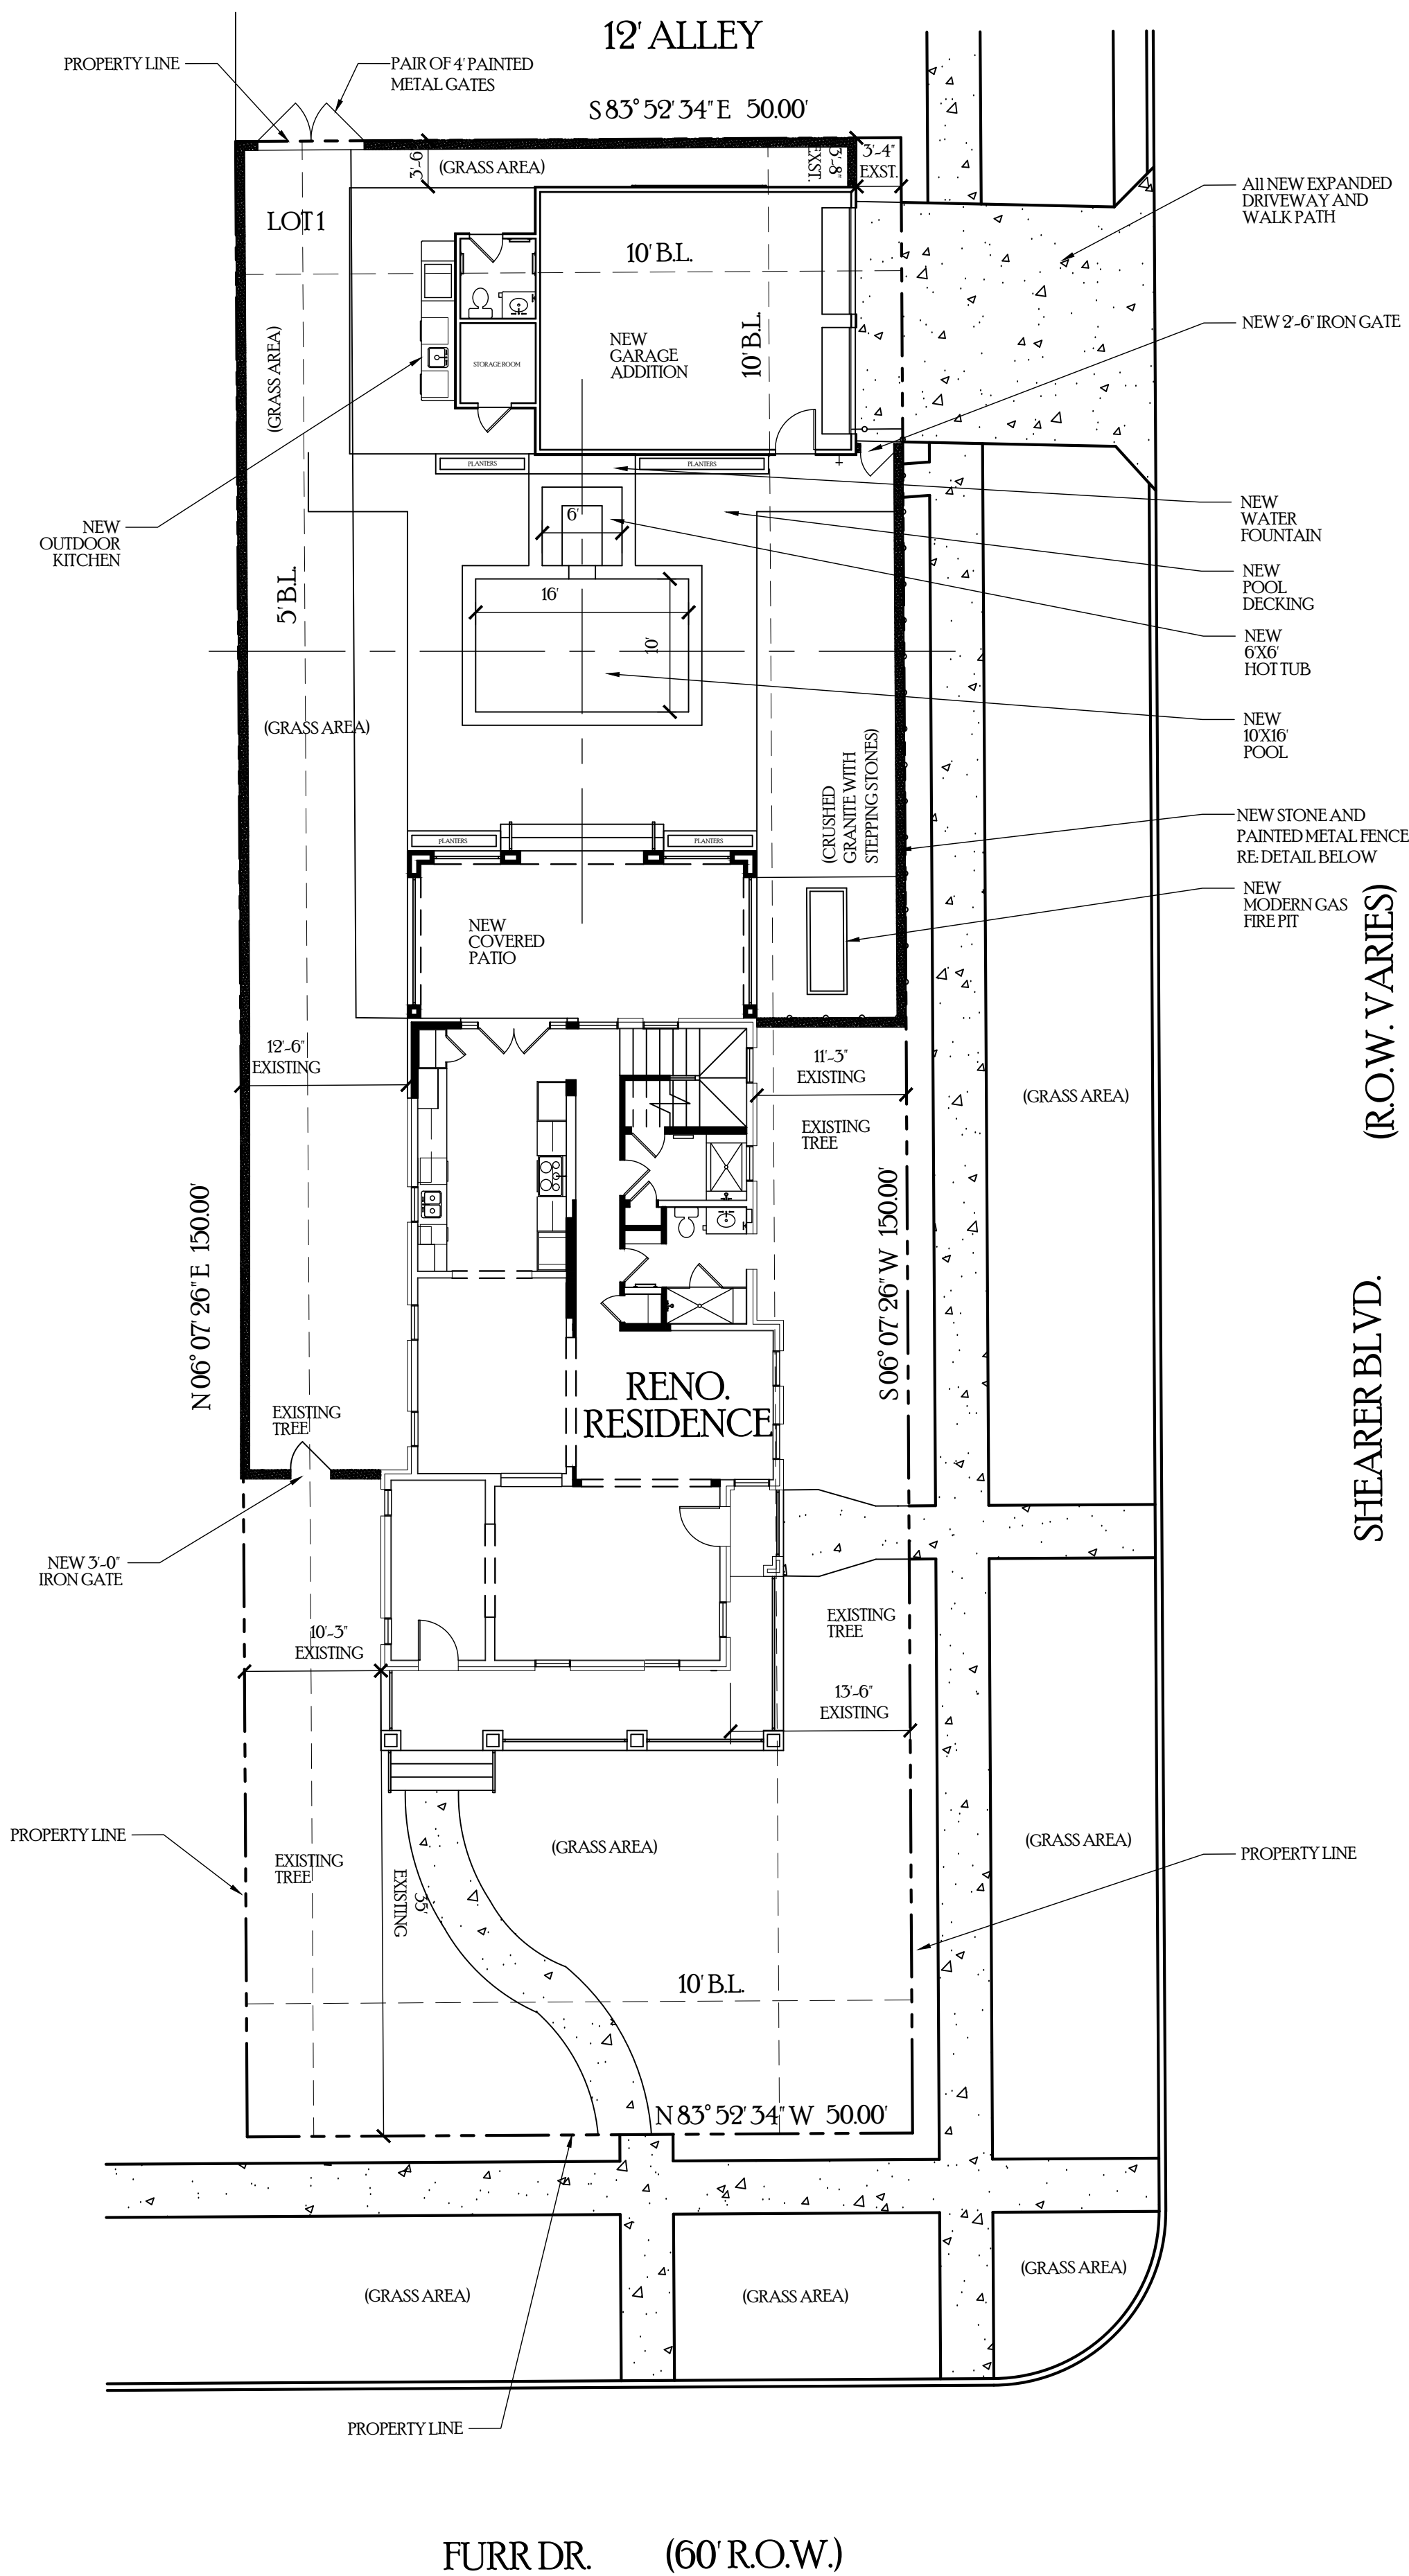 12' ALLEY
PROPERTY LINE
PAIR OF 4' PAINTED
METAL GATES
S 83° 52' 34" E 50.00'
3'-6"
(GRASS AREA)
3'-8"
EXST.
3'-4"
EXST.
All NEW EXPANDED
DRIVEWAY AND
WALK PATH
LOT 1
10' B.L.
10' B.L.
(GRASS AREA)
NEW
GARAGE
ADDITION
STORAGE ROOM
NEW 2'-6" IRON GATE
PLANTERS
PLANTERS
NEW
OUTDOOR
KITCHEN
NEW
WATER
FOUNTAIN
6'
5' B.L.
16'
10'
NEW
POOL
DECKING
NEW
6'X6'
HOT TUB
(GRASS AREA)
NEW
10'X16'
POOL
(CRUSHED
GRANITE WITH
STEPPING STONES)
NEW STONE AND
PAINTED METAL FENCE
RE: DETAIL BELOW
PLANTERS
PLANTERS
NEW
MODERN GAS
FIRE PIT
NEW
COVERED
PATIO
(R.O.W. VARIES)
12'-6"
EXISTING
11'-3"
EXISTING
(GRASS AREA)
EXISTING
TREE
N 06° 07' 26" E 150.00'
S 06° 07' 26" W 150.00'
SHEARER BLVD.
RENO.
RESIDENCE
EXISTING
TREE
NEW 3'-0"
IRON GATE
10'-3"
EXISTING
EXISTING
TREE
13'-6"
EXISTING
PROPERTY LINE
EXISTING
TREE
35'
EXISTING
(GRASS AREA)
(GRASS AREA)
PROPERTY LINE
10' B.L.
N 83° 52' 34" W 50.00'
(GRASS AREA)
(GRASS AREA)
(GRASS AREA)
PROPERTY LINE
FURR DR. (60' R.O.W.)